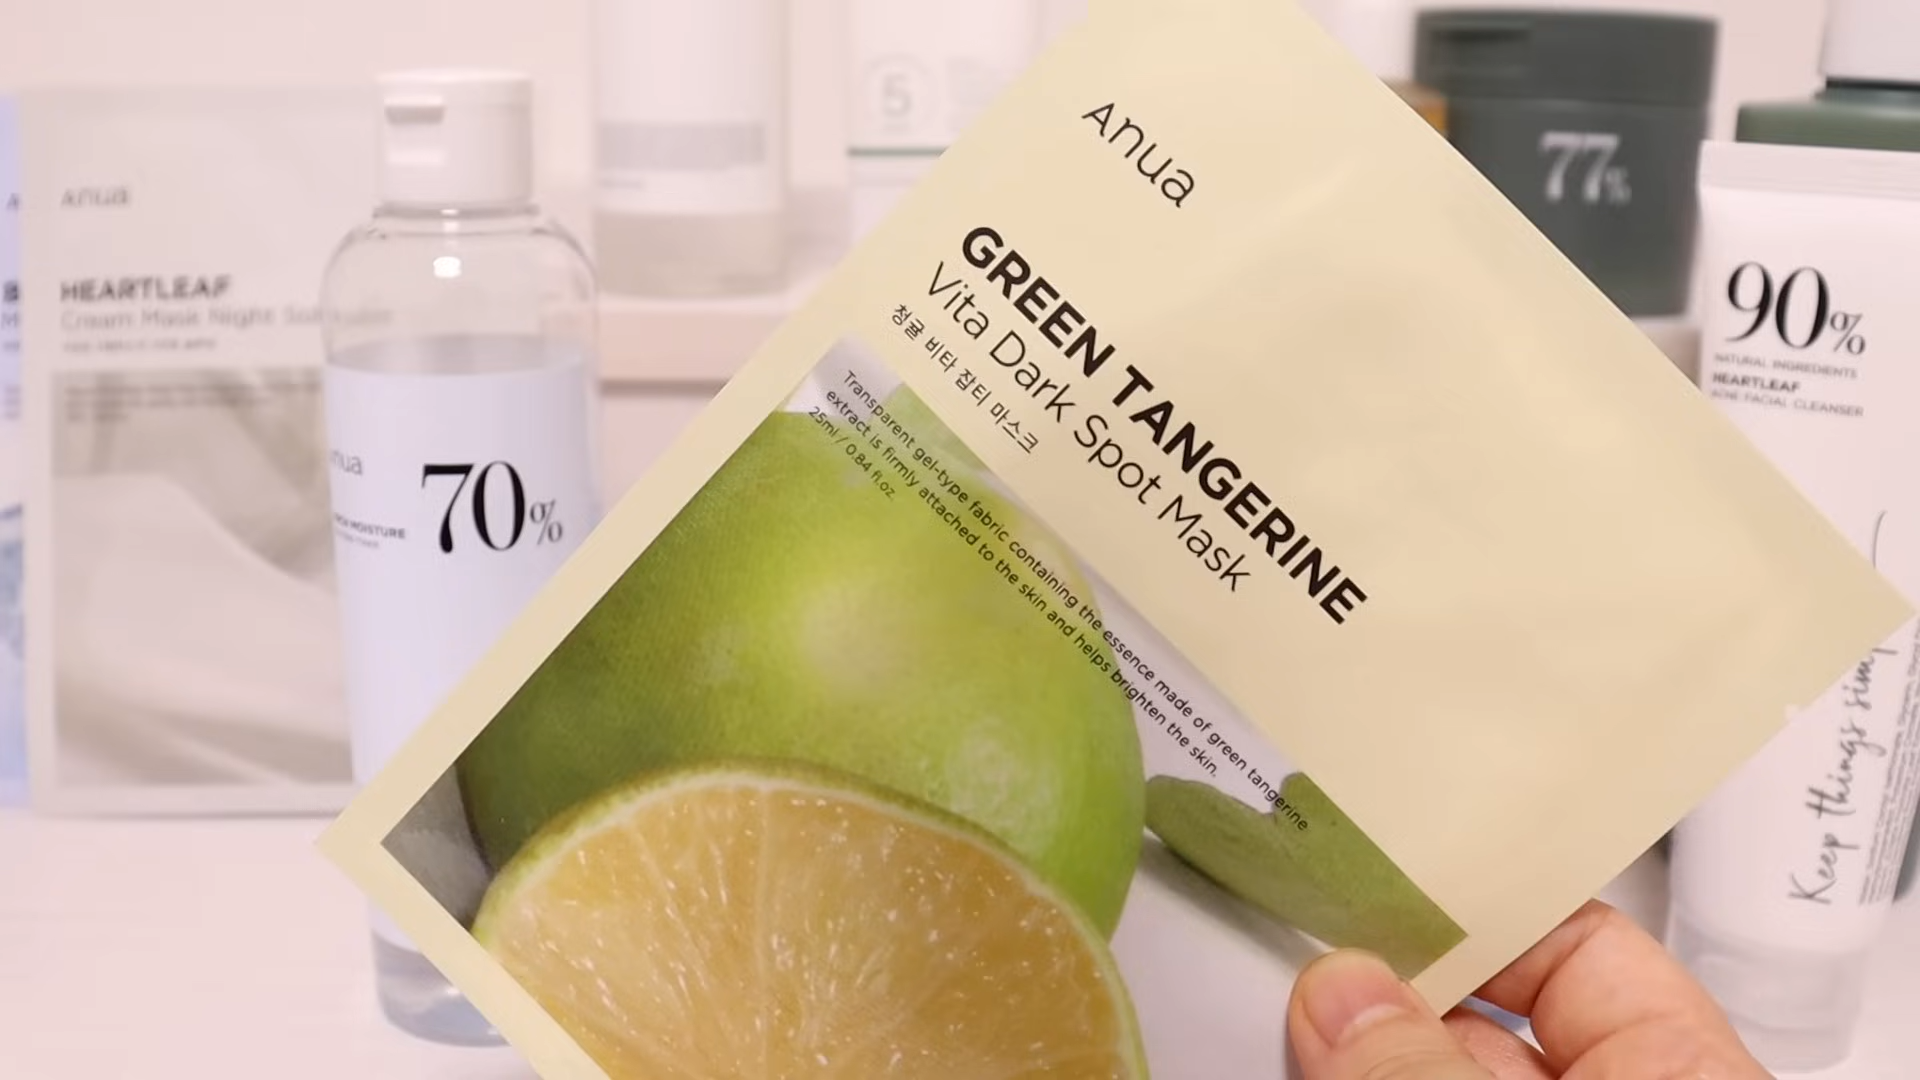 Anua
GREEN TANGERINE
Vita Dark Spot Mask
청귤 비타 잡티 마스크
Transparent gel-type fabric containing the essence made of green tangerine
extract is firmly attached to the skin and helps brighten the skin.
25ml / 0.84 fl.oz.
Anua
HEARTLEAF
Cream Mask Night
nua
70%
MOISTURE
5
77%
90%
NATURAL INGREDIENTS
HEARTLEAF
ACNE FACIAL CLEANSER
Keep things sim